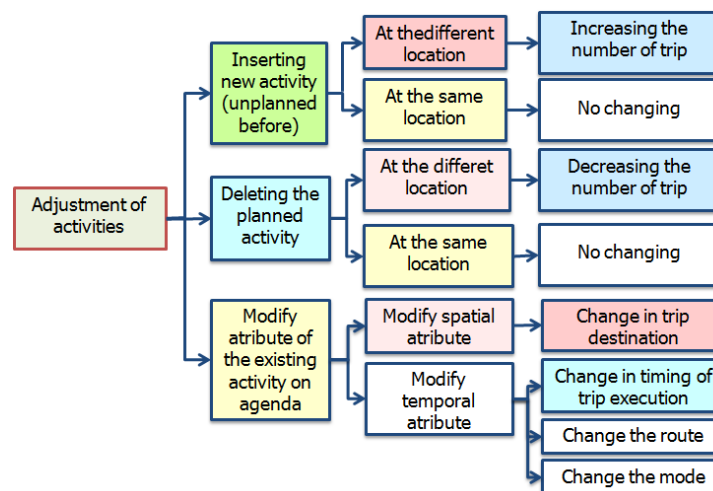 Adjustment of
activities
Inserting
new activity
(unplanned
before)
At thedifferent
location
Increasing the
number of trip
At the same
location
No changing
Deleting the
planned
activity
At the differet
location
Decreasing the
number of trip
At the same
location
No changing
Modify
atribute of
the existing
activity on
agenda
Modify spatial
atribute
Change in trip
destination
Modify
temporal
atribute
Change in timing of
trip execution
Change the route
Change the mode